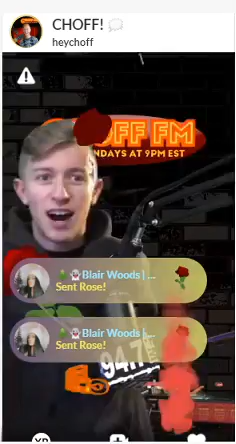 CHOFF!
heychoff
OFF FM
NDAYS AT 9PM EST
Blair Woods | ...
Sent Rose!
Blair Woods | ...
Sent Rose!
94.7